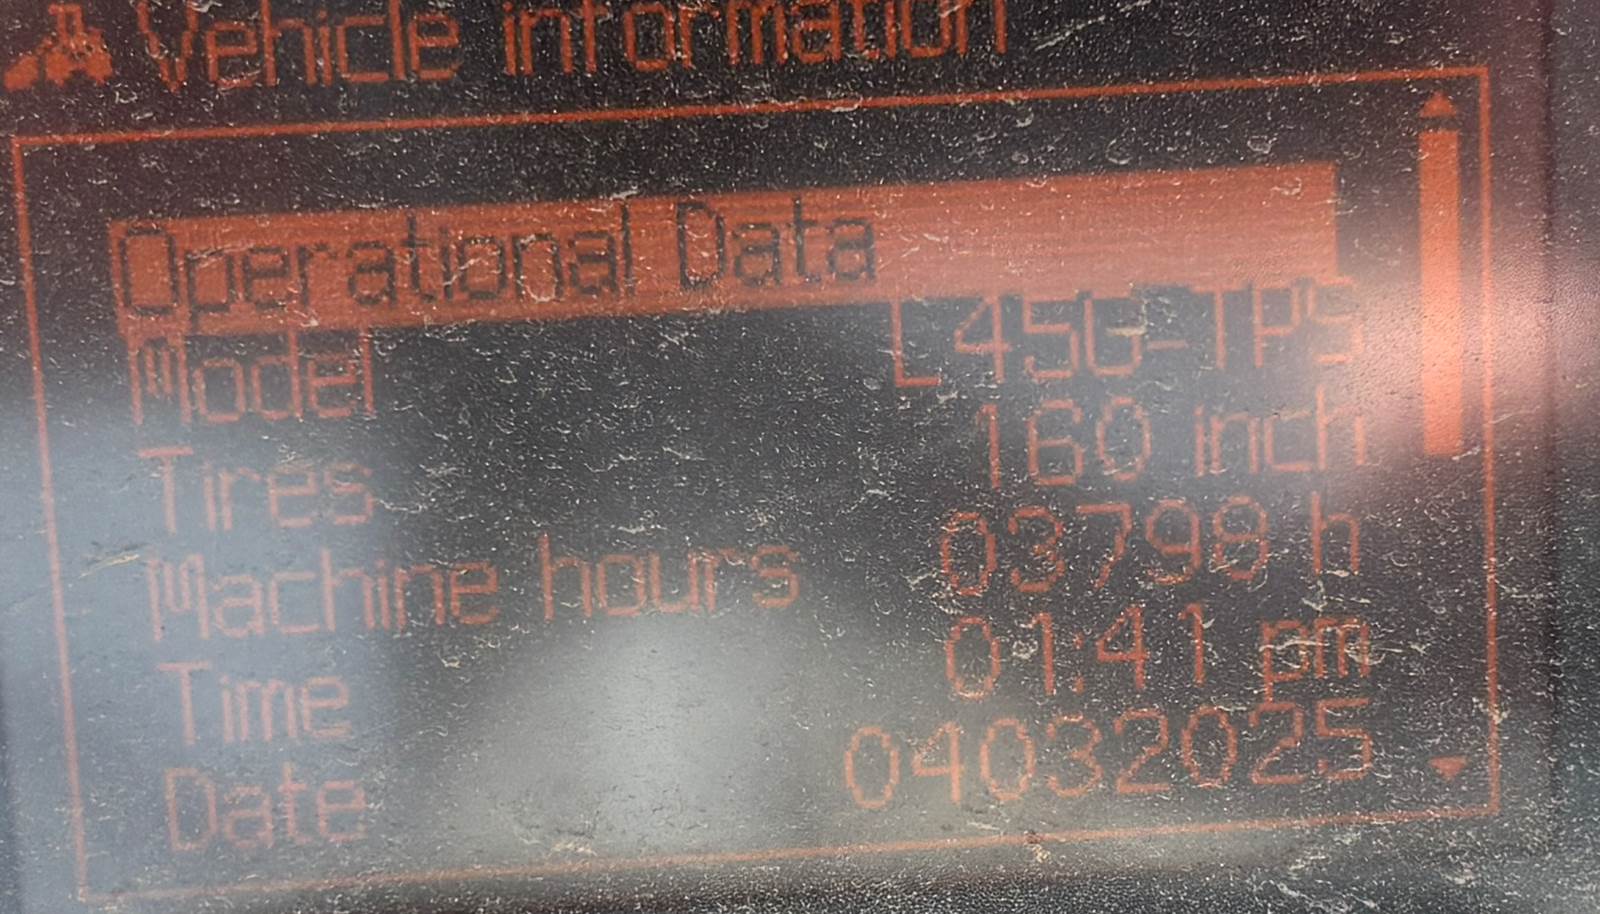 Vehicle information
Operational Data
Model L45G-TPS
Tires 160 inch
Machine hours 03798 h
Time 01:41 pm
Date 04032025